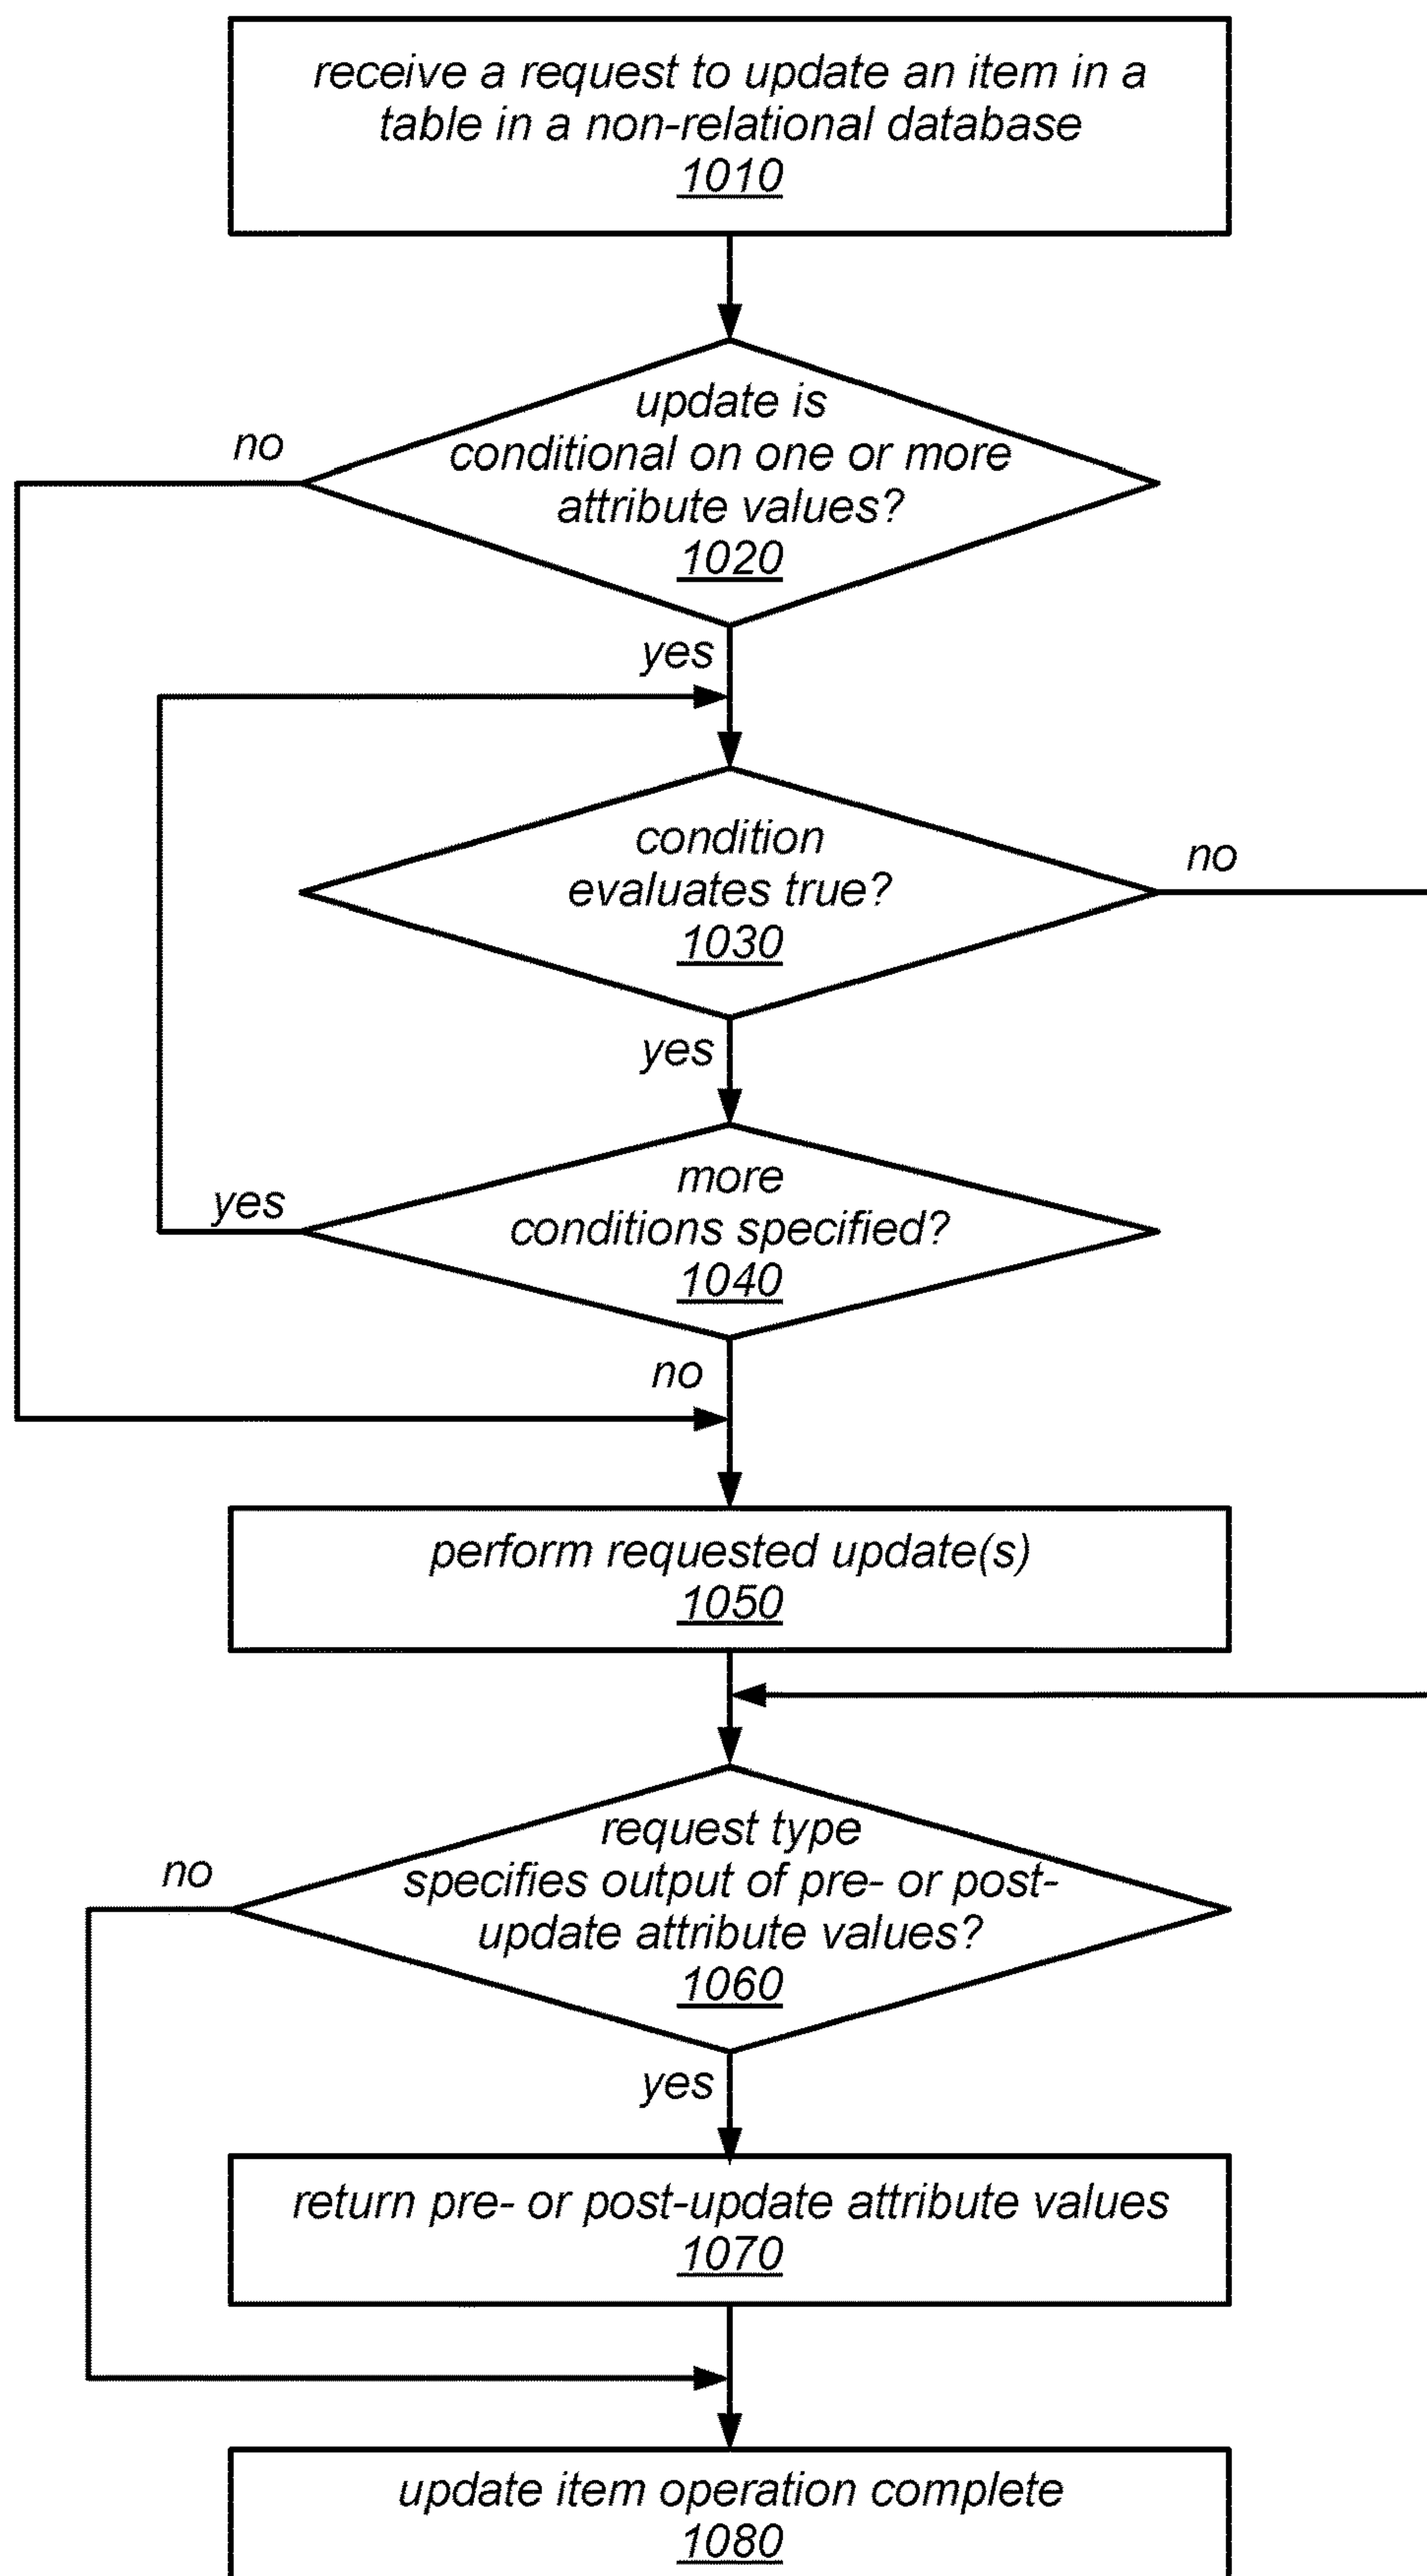 receive a request to update an item in a
table in a non-relational database
1010
update is
conditional on one or more
attribute values?
1020
no
yes
condition
evaluates true?
1030
no
yes
more
conditions specified?
1040
yes
no
perform requested update(s)
1050
request type
specifies output of pre- or post-
update attribute values?
1060
no
yes
return pre- or post-update attribute values
1070
update item operation complete
1080